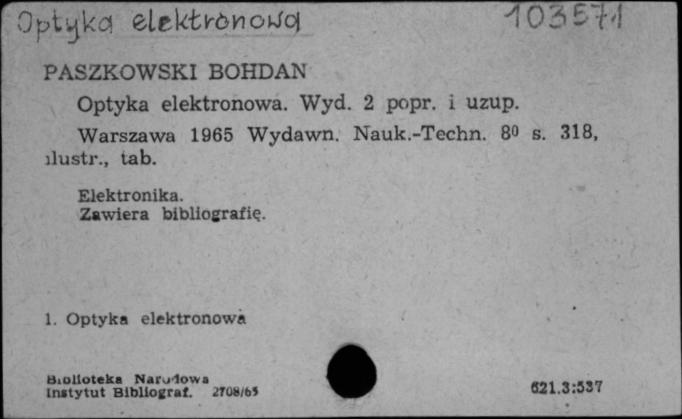 Optyka elektronowa 103571
PASZKOWSKI BOHDAN
Optyka elektronowa. Wyd. 2 popr. i uzup.
Warszawa 1965 Wydawn. Nauk.-Techn. 8º s. 318,
ilustr., tab.
Elektronika.
Zawiera bibliografię.
1. Optyka elektronowa
Biblioteka Narodowa
Instytut Bibliograf. 2708/65
621.3:537